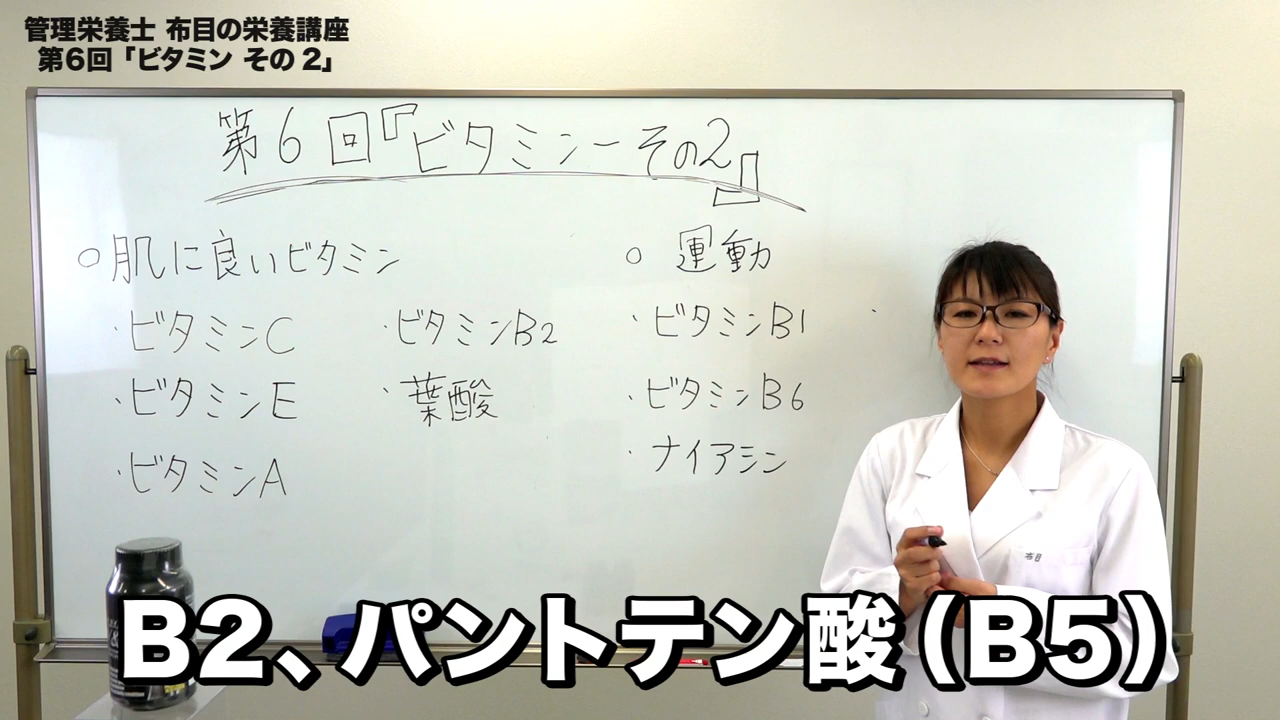 管理栄養士 布目の栄養講座
第6回「ビタミン その2」
第6回『ビタミンーその2』
○肌に良いビタミン
・ビタミンC
・ビタミンE
・ビタミンA
・ビタミンB2
・葉酸
○ 運動
・ビタミンB1
・ビタミンB6
・ナイアシン
布目
B2、パントテン酸(B5)